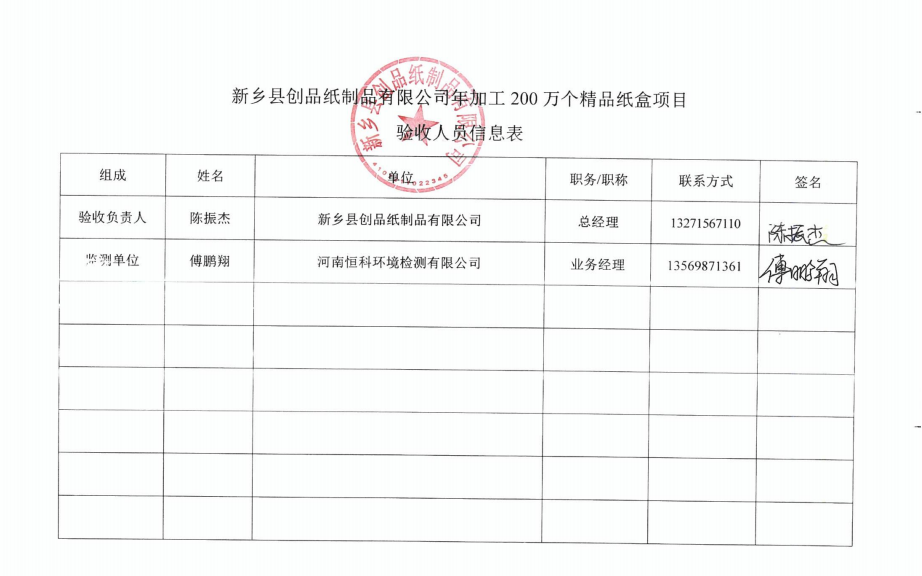 新乡县创品纸制品有限公司年加工 200 万个精品纸盒项目
验收人员信息表
新乡县创品纸制品有限公司
组成 姓名 单位 职务/职称 联系方式 签名
验收负责人 陈振杰 新乡县创品纸制品有限公司 总经理 13271567110 陈振杰
监测单位 傅鹏翔 河南恒科环境检测有限公司 业务经理 13569871361 傅鹏翔